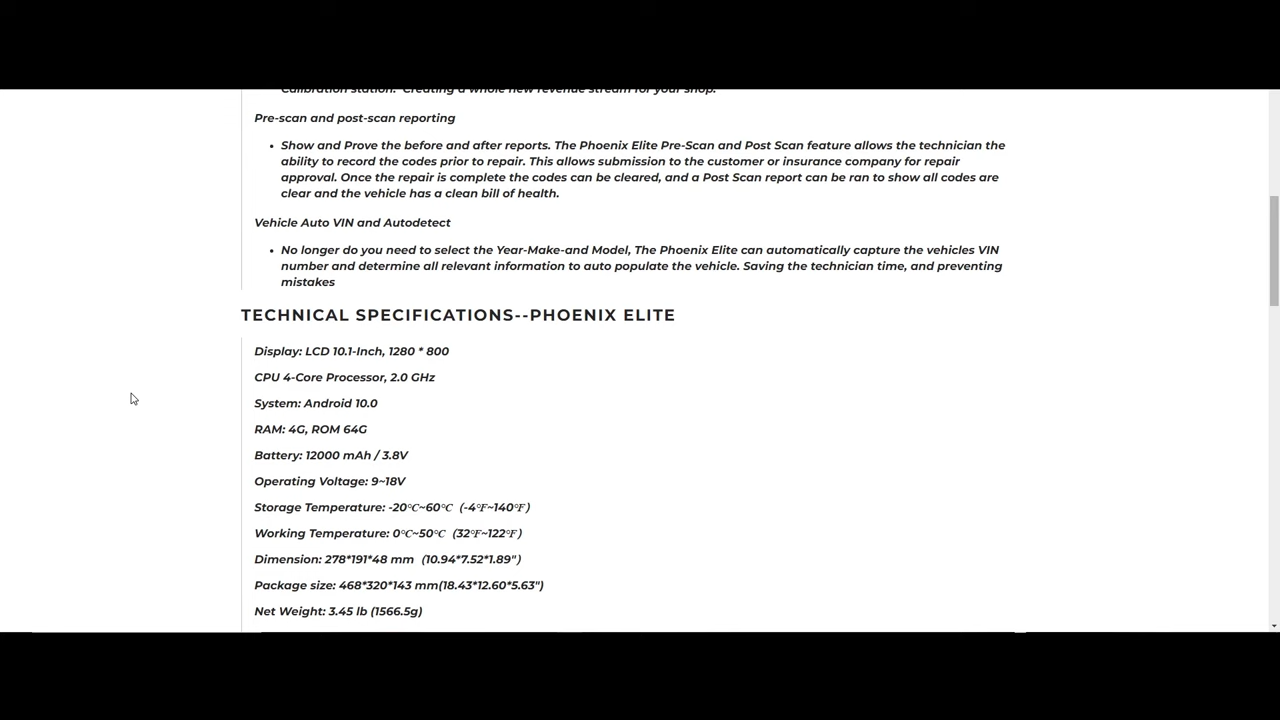 Calibration station. Creating a whole new revenue stream for your shop.
Pre-scan and post-scan reporting
• Show and Prove the before and after reports. The Phoenix Elite Pre-Scan and Post Scan feature allows the technician the
ability to record the codes prior to repair. This allows submission to the customer or insurance company for repair
approval. Once the repair is complete the codes can be cleared, and a Post Scan report can be ran to show all codes are
clear and the vehicle has a clean bill of health.
Vehicle Auto VIN and Autodetect
• No longer do you need to select the Year-Make-and Model, The Phoenix Elite can automatically capture the vehicles VIN
number and determine all relevant information to auto populate the vehicle. Saving the technician time, and preventing
mistakes
TECHNICAL SPECIFICATIONS--PHOENIX ELITE
Display: LCD 10.1-Inch, 1280 * 800
CPU 4-Core Processor, 2.0 GHz
System: Android 10.0
RAM: 4G, ROM 64G
Battery: 12000 mAh / 3.8V
Operating Voltage: 9~18V
Storage Temperature: -20℃~60℃（-4℉~140℉）
Working Temperature: 0℃~50℃（32℉~122℉）
Dimension: 278*191*48 mm（10.94*7.52*1.89"）
Package size: 468*320*143 mm(18.43*12.60*5.63")
Net Weight: 3.45 lb (1566.5g)